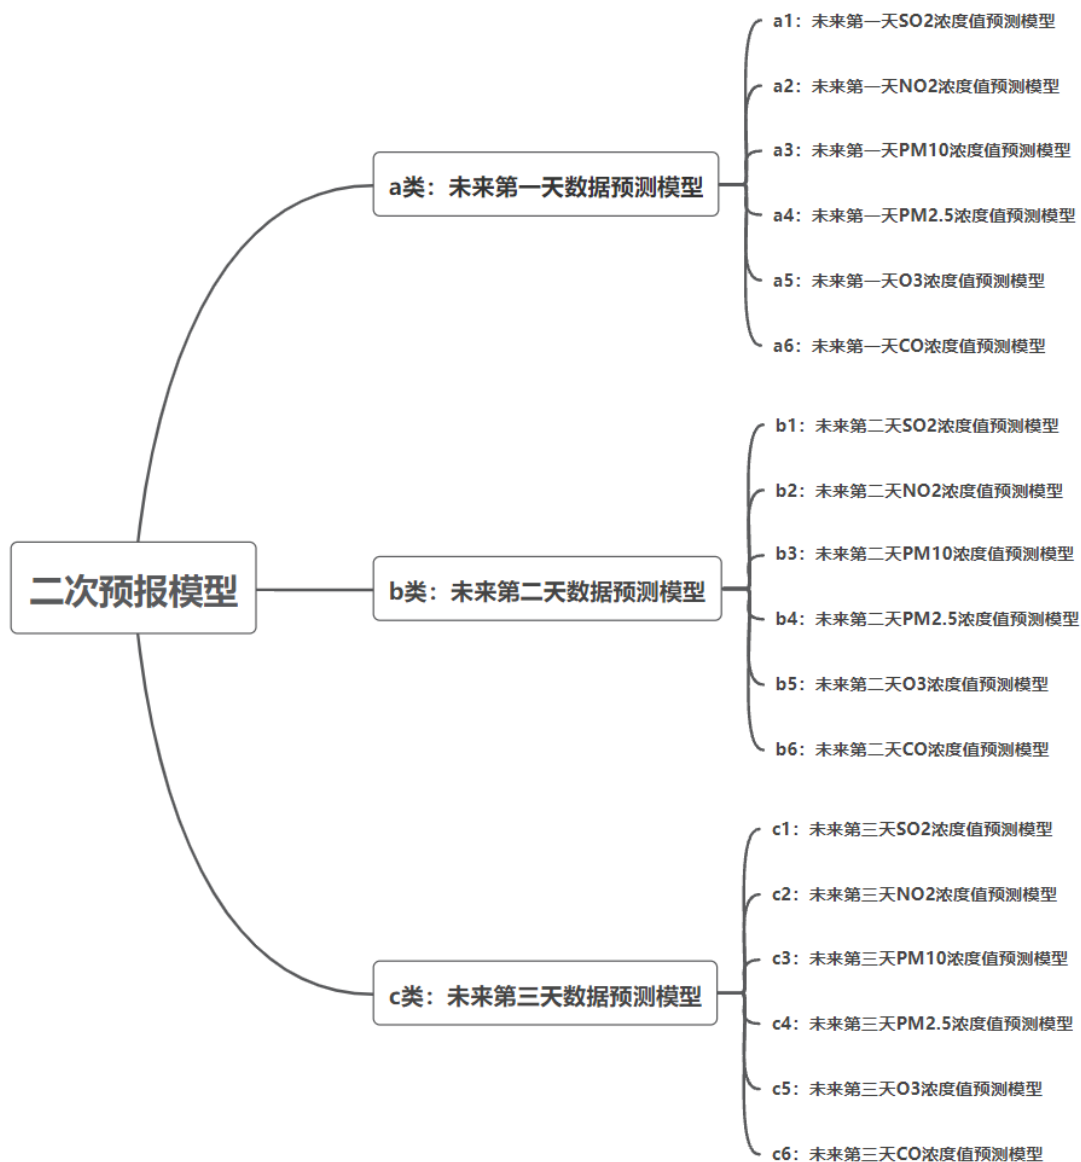 二次预报模型
a类：未来第一天数据预测模型
a1：未来第一天SO2浓度值预测模型
a2：未来第一天NO2浓度值预测模型
a3：未来第一天PM10浓度值预测模型
a4：未来第一天PM2.5浓度值预测模型
a5：未来第一天O3浓度值预测模型
a6：未来第一天CO浓度值预测模型
b类：未来第二天数据预测模型
b1：未来第二天SO2浓度值预测模型
b2：未来第二天NO2浓度值预测模型
b3：未来第二天PM10浓度值预测模型
b4：未来第二天PM2.5浓度值预测模型
b5：未来第二天O3浓度值预测模型
b6：未来第二天CO浓度值预测模型
c类：未来第三天数据预测模型
c1：未来第三天SO2浓度值预测模型
c2：未来第三天NO2浓度值预测模型
c3：未来第三天PM10浓度值预测模型
c4：未来第三天PM2.5浓度值预测模型
c5：未来第三天O3浓度值预测模型
c6：未来第三天CO浓度值预测模型